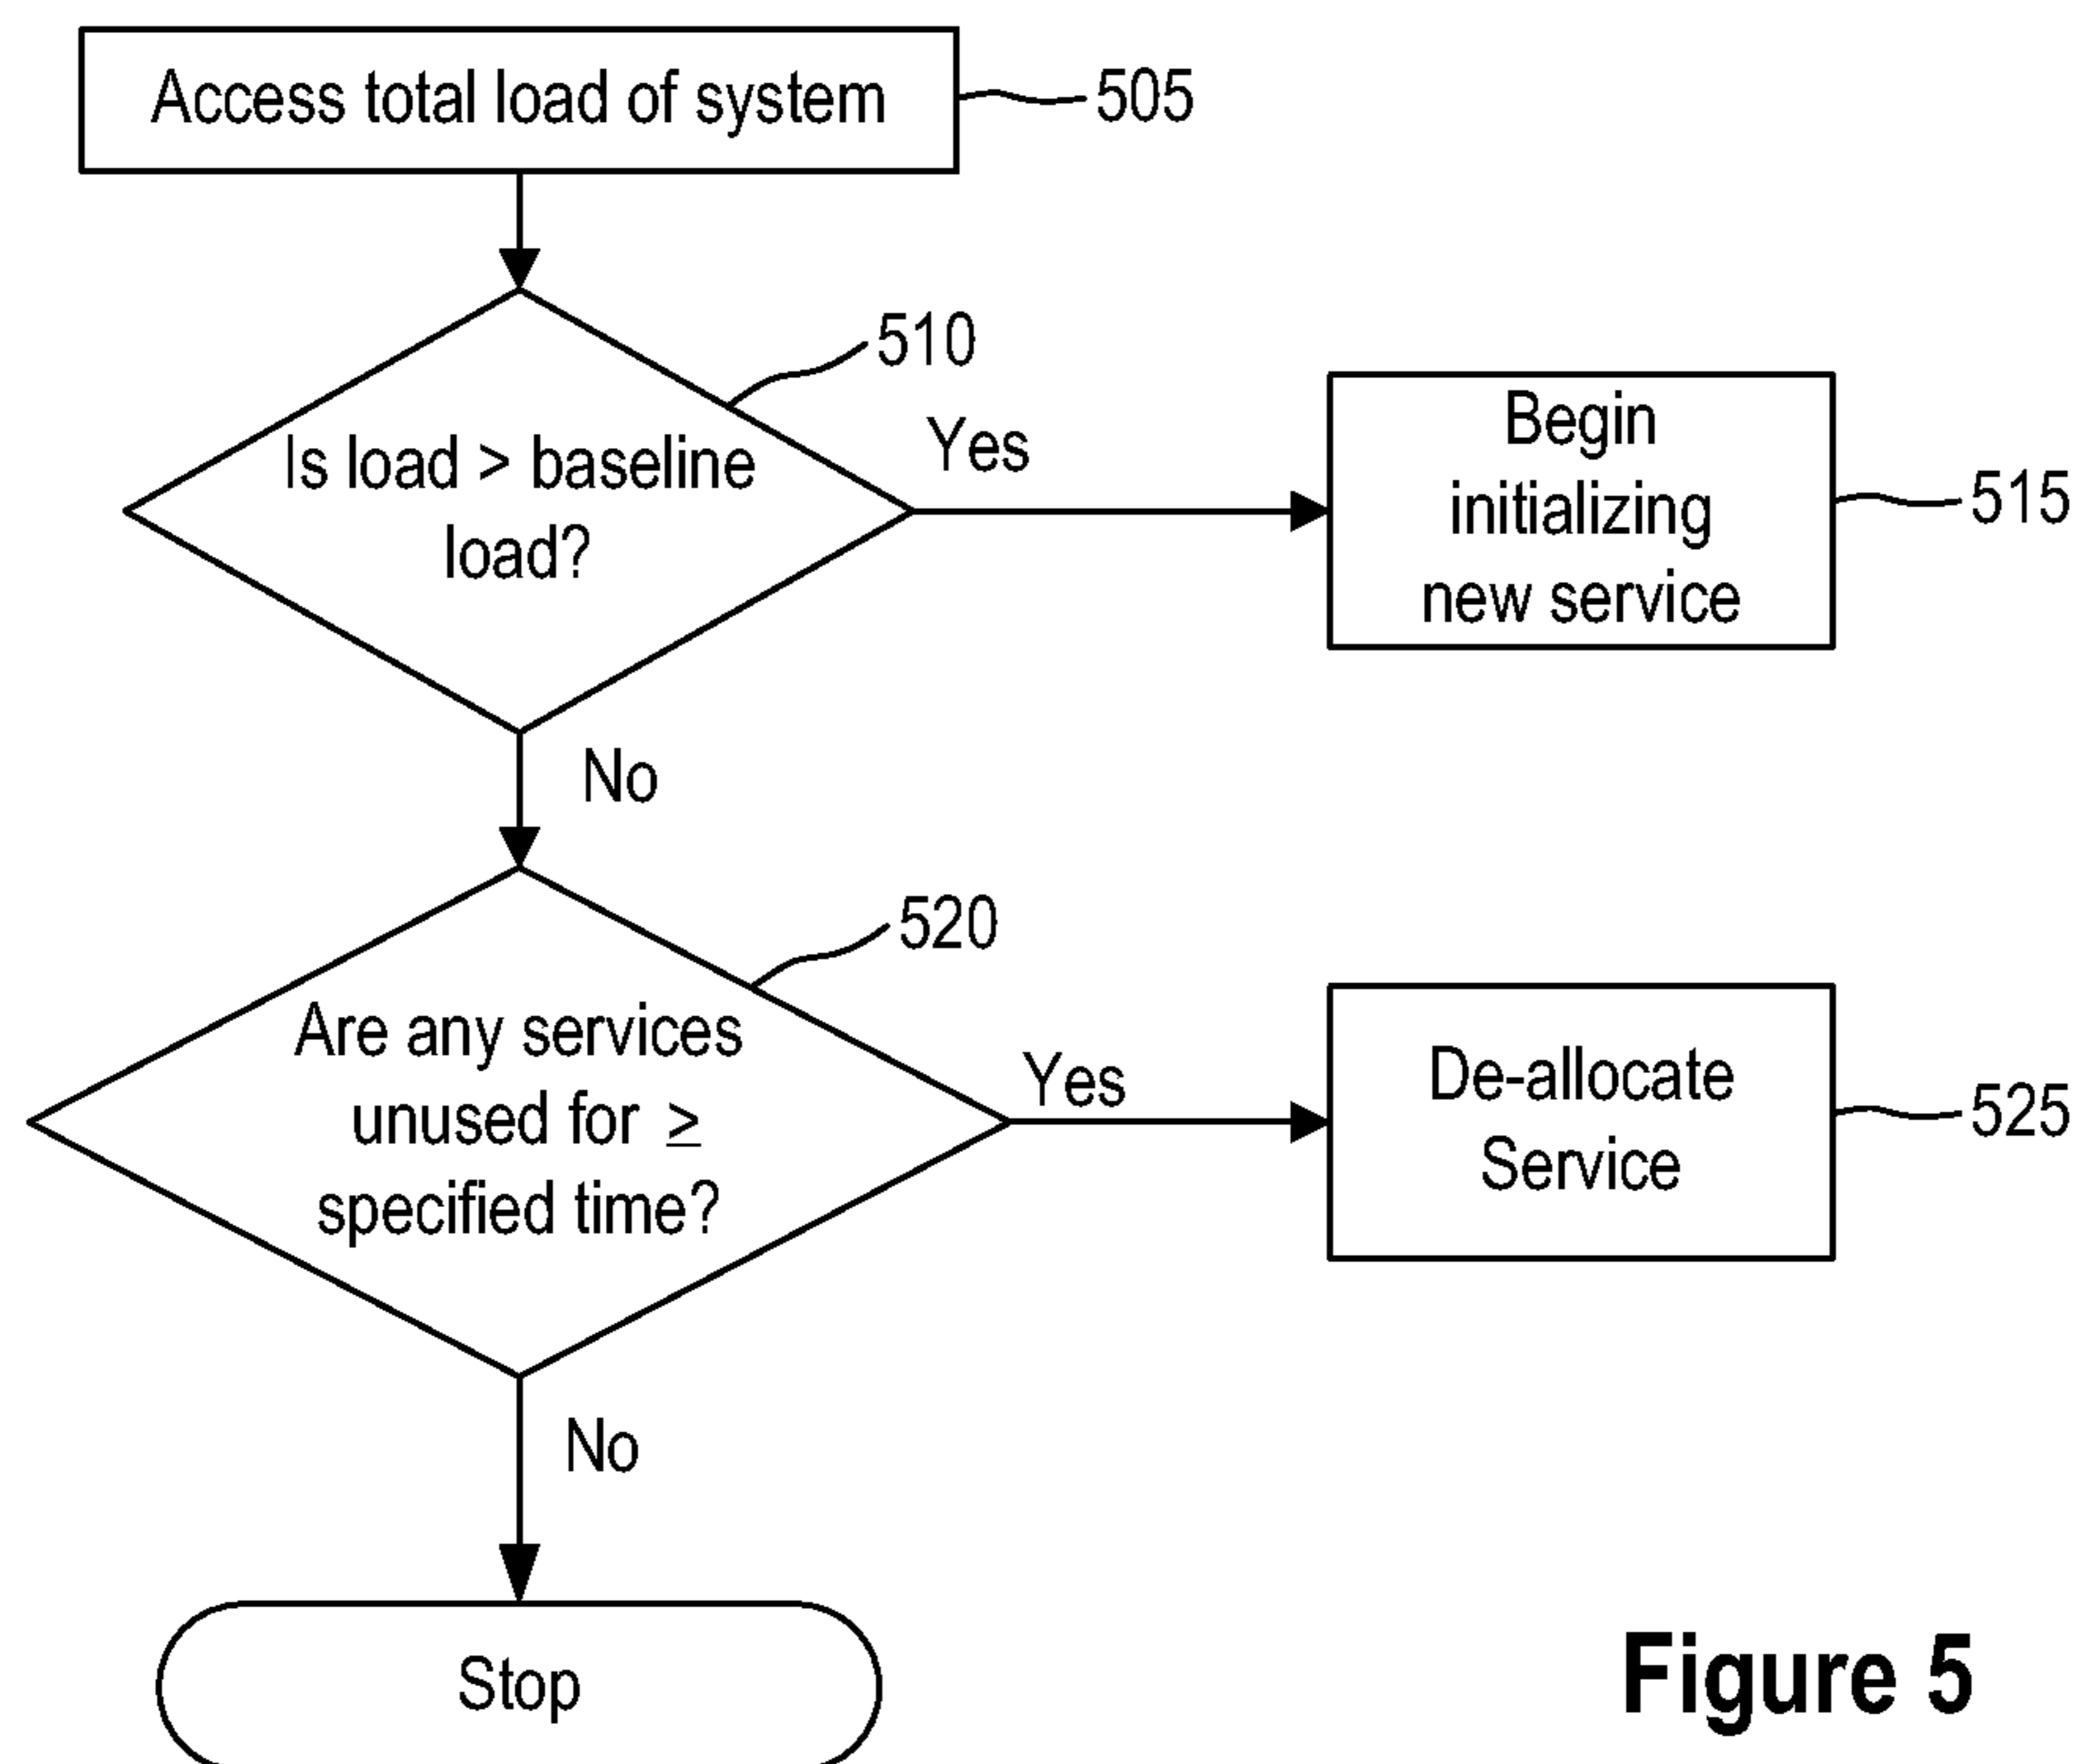 Access total load of system
505
510
Is load > baseline
load?
Yes
Begin
initializing
new service
515
No
520
Are any services
unused for ≥
specified time?
Yes
De-allocate
Service
525
No
Stop
Figure 5